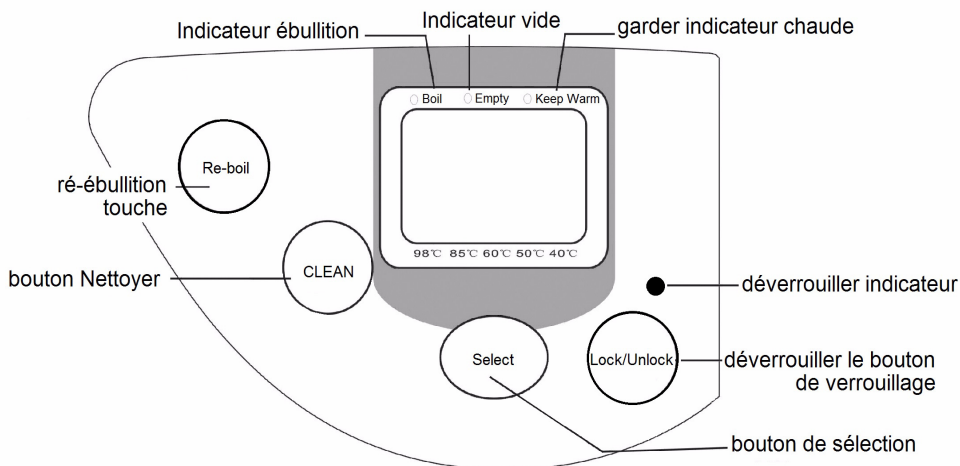 Indicateur ébullition
Indicateur vide
garder indicateur chaude
Boil Empty Keep Warm
Re-boil
ré-ébullition
touche
98℃ 85℃ 60℃ 50℃ 40℃
bouton Nettoyer
CLEAN
déverrouiller indicateur
Select
Lock/Unlock
déverrouiller le bouton
de verrouillage
bouton de sélection